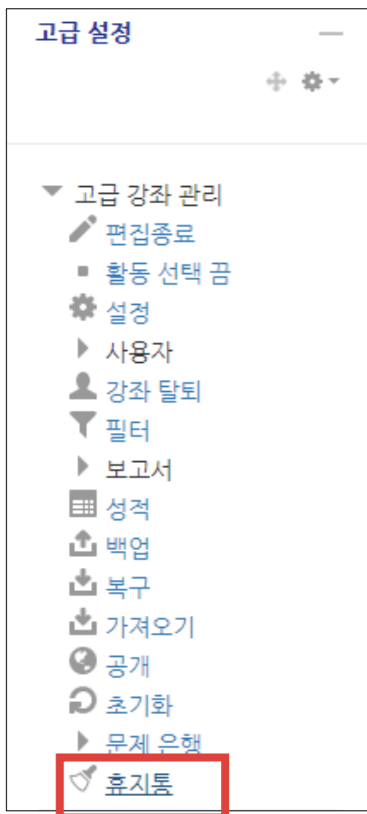 고급 설정
고급 강좌 관리
편집종료
활동 선택 끔
설정
사용자
강좌 탈퇴
필터
보고서
성적
백업
복구
가져오기
공개
초기화
문제 은행
휴지통